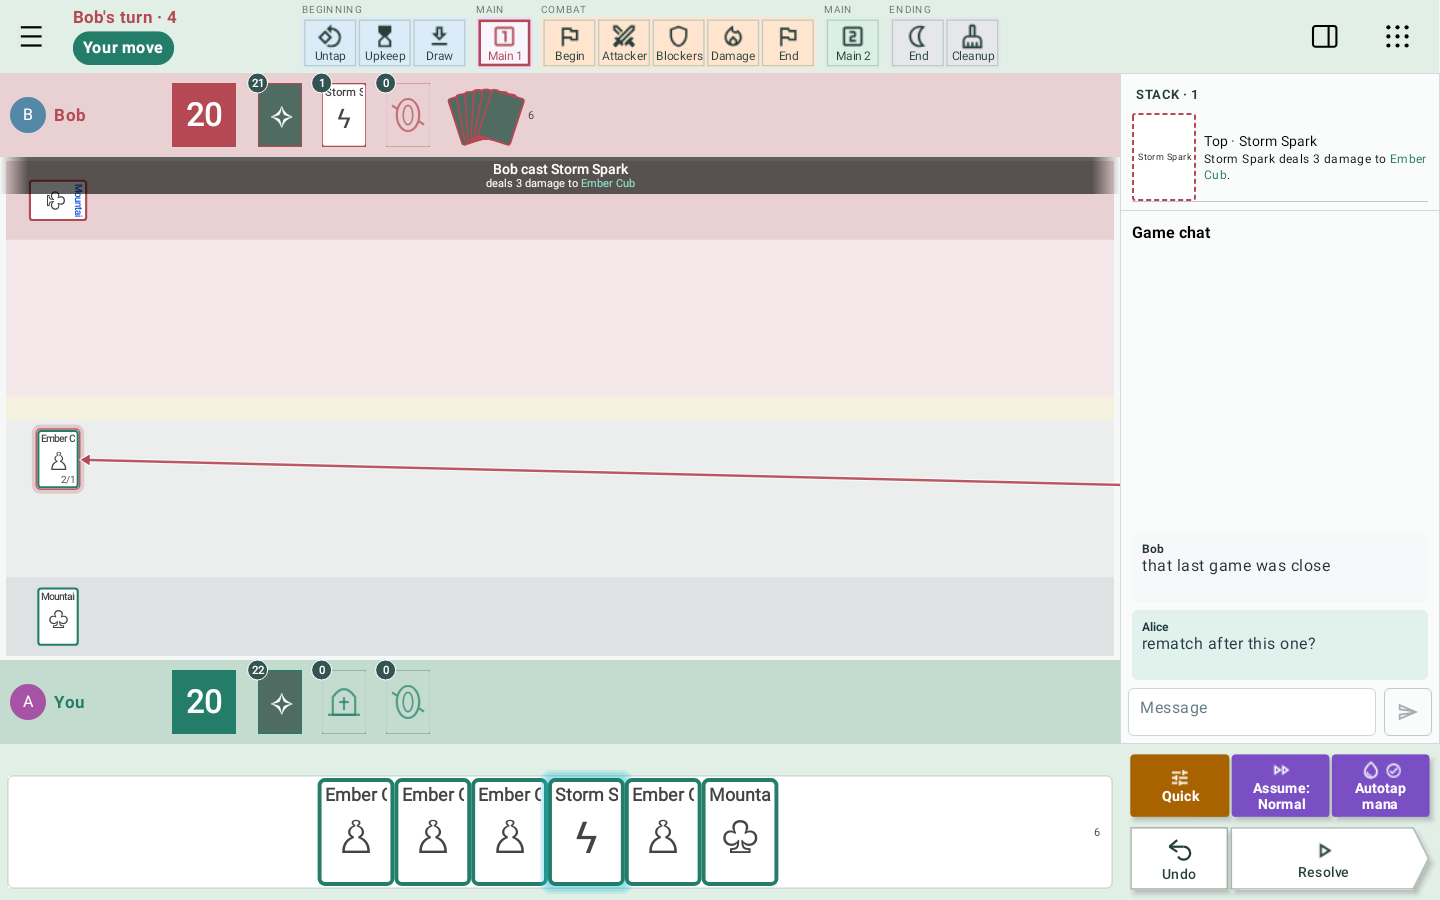 Bob's turn · 4
Your move
BEGINNING
MAIN
COMBAT
MAIN
ENDING
Untap
Upkeep
Draw
Main 1
Begin
Attacker
Blockers
Damage
End
Main 2
End
Cleanup
B
Bob
20
21
1
Storm S
0
6
Bob cast Storm Spark
deals 3 damage to Ember Cub
Mountai
Ember C
2/1
Mountai
A
You
20
22
0
0
Ember C
Ember C
Ember C
Storm S
Ember C
Mounta
6
STACK · 1
Storm Spark
Top · Storm Spark
Storm Spark deals 3 damage to Ember
Cub.
Game chat
Bob
that last game was close
Alice
rematch after this one?
Message
Quick
Assume:
Normal
Autotap
mana
Undo
Resolve